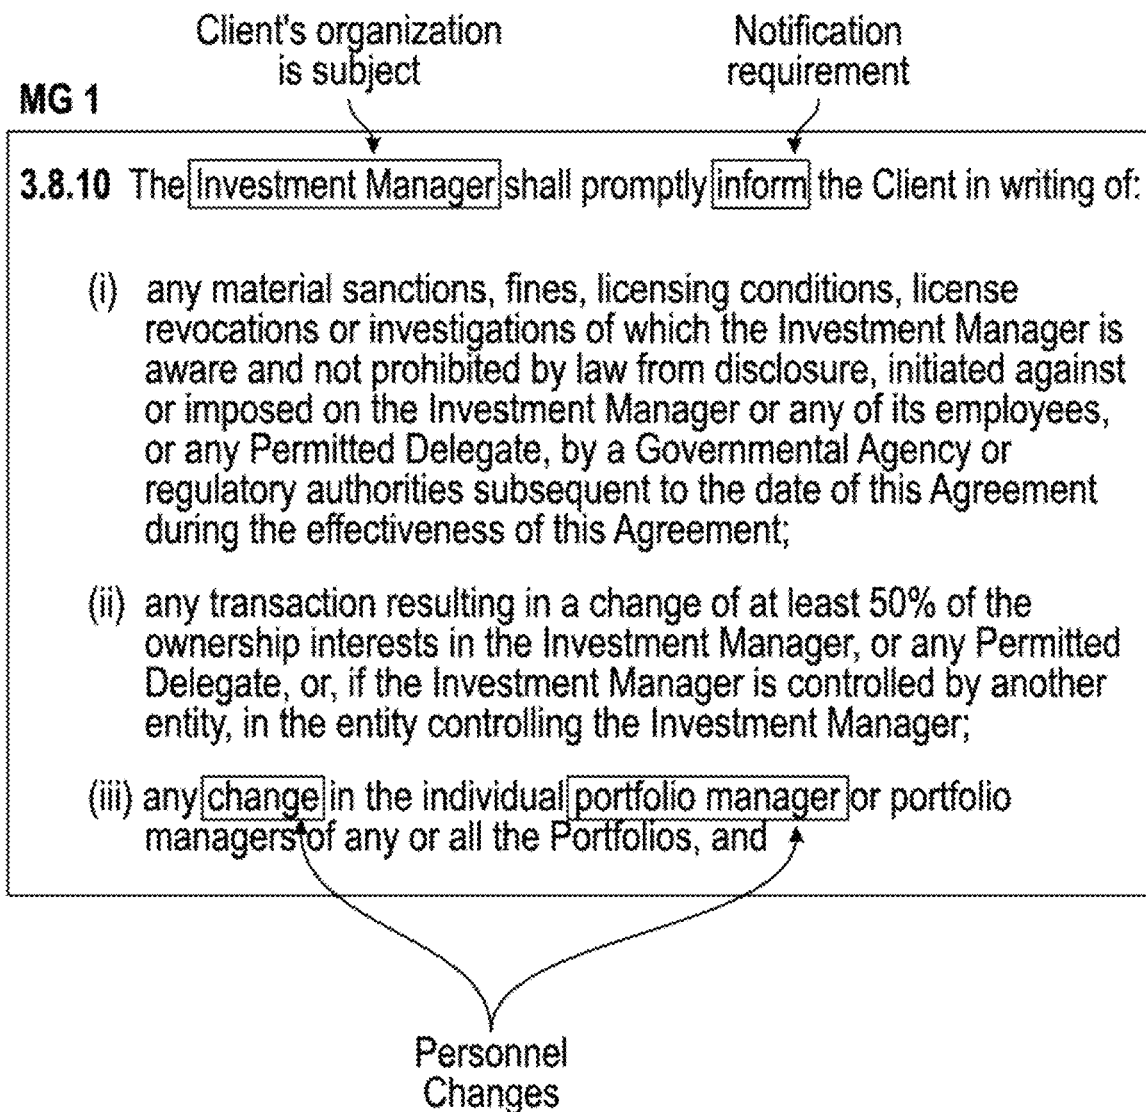 Client's organization
is subject
Notification
requirement
MG 1
3.8.10 The Investment Manager shall promptly inform the Client in writing of:
(i) any material sanctions, fines, licensing conditions, license
revocations or investigations of which the Investment Manager is
aware and not prohibited by law from disclosure, initiated against
or imposed on the Investment Manager or any of its employees,
or any Permitted Delegate, by a Governmental Agency or
regulatory authorities subsequent to the date of this Agreement
during the effectiveness of this Agreement;
(ii) any transaction resulting in a change of at least 50% of the
ownership interests in the Investment Manager, or any Permitted
Delegate, or, if the Investment Manager is controlled by another
entity, in the entity controlling the Investment Manager;
(iii) any change in the individual portfolio manager or portfolio
managers of any or all the Portfolios, and
Personnel
Changes